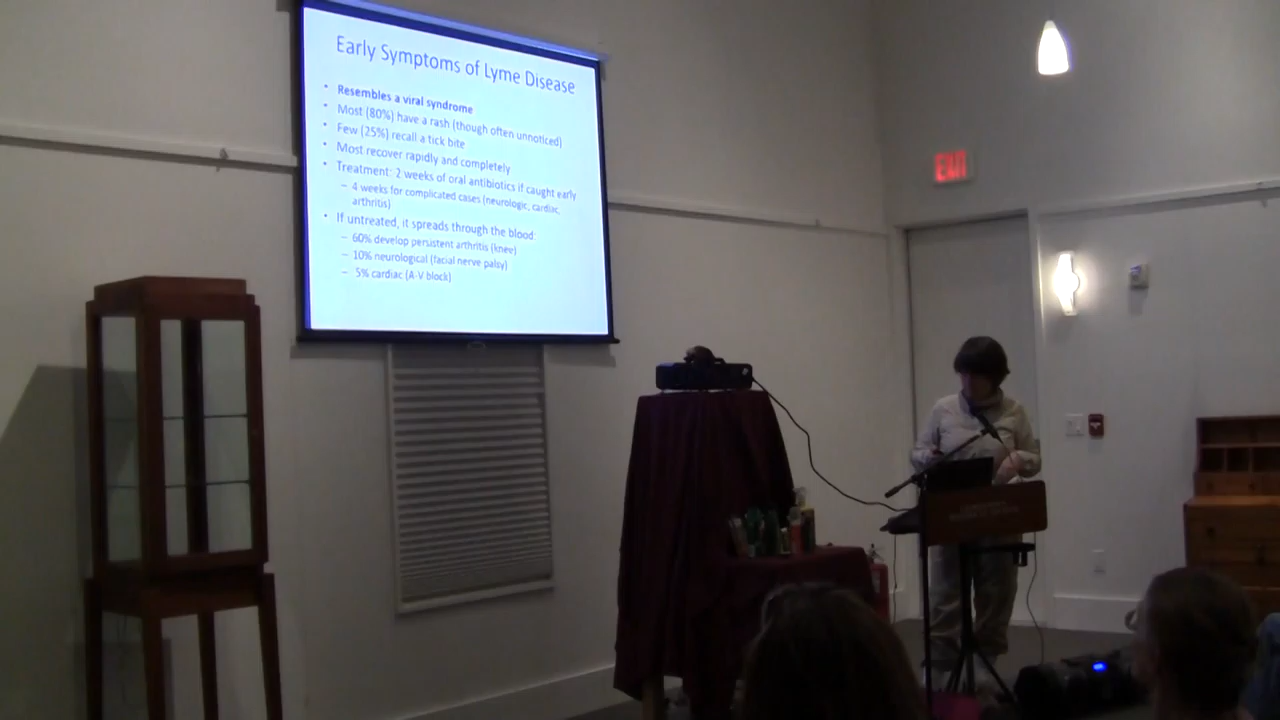 Early Symptoms of Lyme Disease
• Resembles a viral syndrome
• Most (80%) have a rash (though often unnoticed)
• Few (25%) recall a tick bite
• Most recover rapidly and completely
• Treatment: 2 weeks of oral antibiotics if caught early
– 4 weeks for complicated cases (neurologic, cardiac,
arthritis)
• If untreated, it spreads through the blood:
– 60% develop persistent arthritis (knee)
– 10% neurological (facial nerve palsy)
– 5% cardiac (A-V block)
EXIT